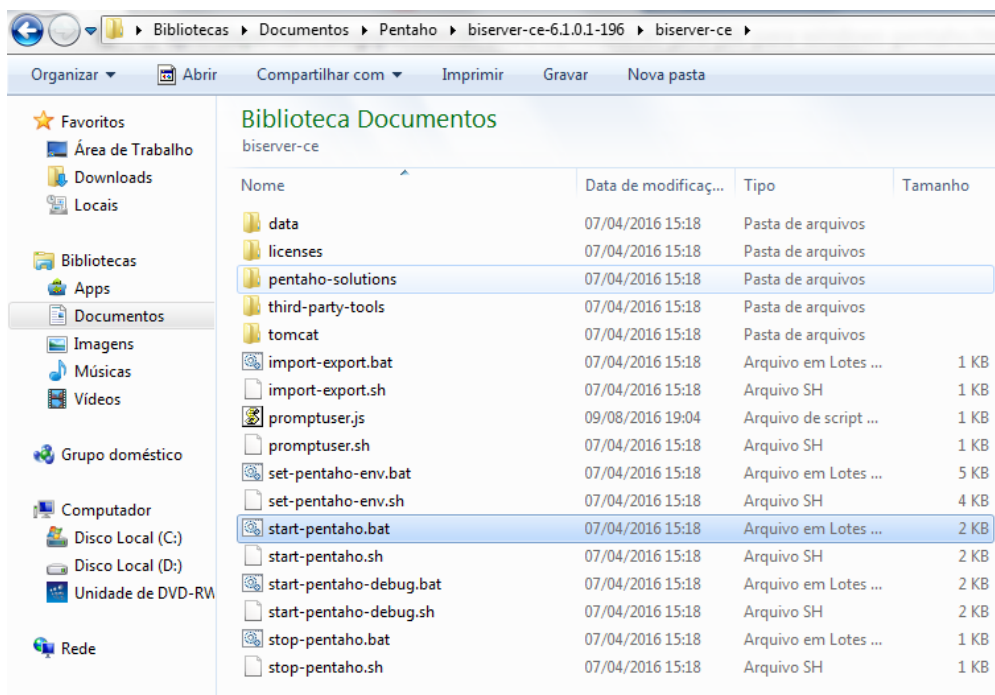 Bibliotecas Documentos Pentaho biserver-ce-6.1.0.1-196 biserver-ce
Organizar Abrir Compartilhar com Imprimir Gravar Nova pasta
Favoritos
Área de Trabalho
Downloads
Locais
Bibliotecas
Apps
Documentos
Imagens
Músicas
Vídeos
Grupo doméstico
Computador
Disco Local (C:)
Disco Local (D:)
Unidade de DVD-RW
Rede
Biblioteca Documentos
biserver-ce
Nome Data de modificaç... Tipo Tamanho
data 07/04/2016 15:18 Pasta de arquivos
licenses 07/04/2016 15:18 Pasta de arquivos
pentaho-solutions 07/04/2016 15:18 Pasta de arquivos
third-party-tools 07/04/2016 15:18 Pasta de arquivos
tomcat 07/04/2016 15:18 Pasta de arquivos
import-export.bat 07/04/2016 15:18 Arquivo em Lotes ... 1 KB
import-export.sh 07/04/2016 15:18 Arquivo SH 1 KB
promptuser.js 09/08/2016 19:04 Arquivo de script ... 1 KB
promptuser.sh 07/04/2016 15:18 Arquivo SH 1 KB
set-pentaho-env.bat 07/04/2016 15:18 Arquivo em Lotes ... 5 KB
set-pentaho-env.sh 07/04/2016 15:18 Arquivo SH 4 KB
start-pentaho.bat 07/04/2016 15:18 Arquivo em Lotes ... 2 KB
start-pentaho.sh 07/04/2016 15:18 Arquivo SH 2 KB
start-pentaho-debug.bat 07/04/2016 15:18 Arquivo em Lotes ... 2 KB
start-pentaho-debug.sh 07/04/2016 15:18 Arquivo SH 2 KB
stop-pentaho.bat 07/04/2016 15:18 Arquivo em Lotes ... 1 KB
stop-pentaho.sh 07/04/2016 15:18 Arquivo SH 1 KB